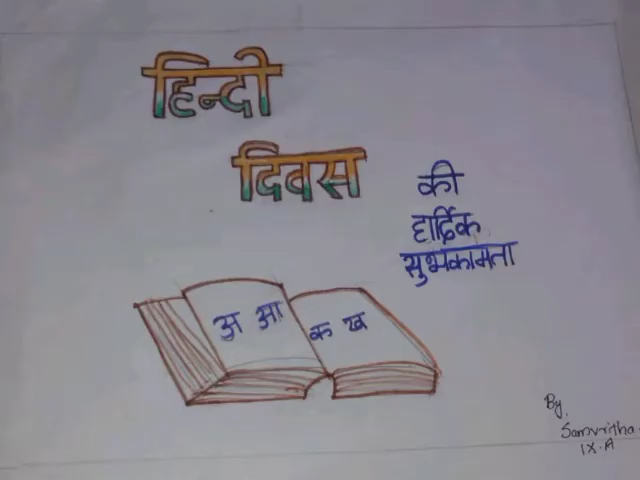 हिन्दी
दिवस
की
हार्दिक
सुभकामता
अ आ क ख
By,
Samvritha.
IX.A